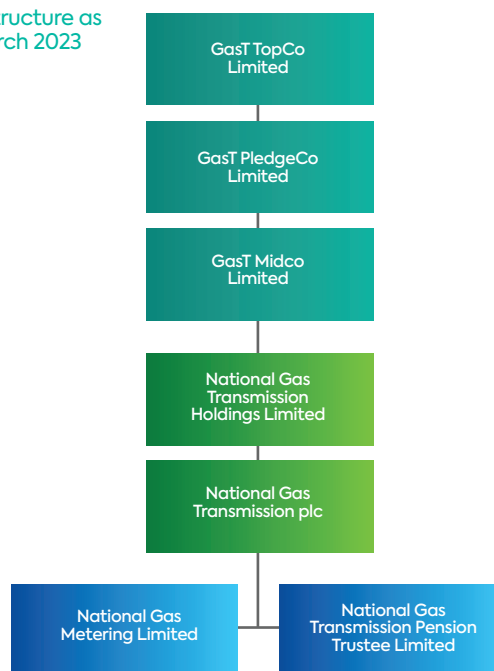 ructure as
rch 2023
GasT TopCo
Limited
GasT PledgeCo
Limited
GasT Midco
Limited
National Gas
Transmission
Holdings Limited
National Gas
Transmission plc
National Gas
Metering Limited
National Gas
Transmission Pension
Trustee Limited